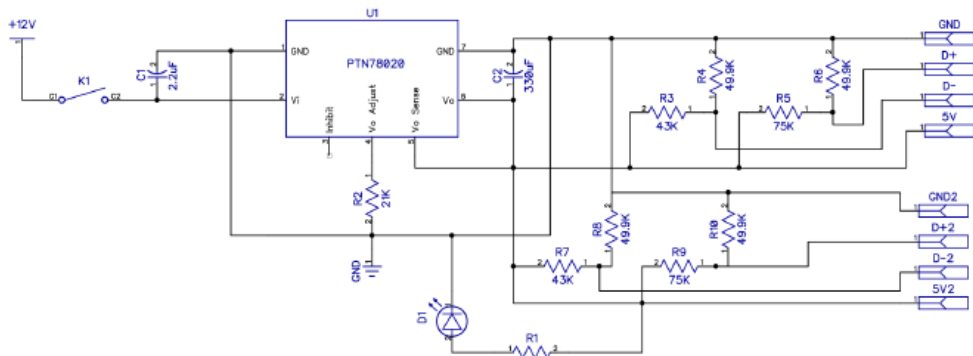 +12V
K1
C1
C2
C1
2.2uF
U1
PTN78020
GND
Vi
Inhibit
Vo Adjust
Vo Sense
GND
Vo
1
2
3
4
5
6
7
C2
330uF
R2
21K
GND
D1
R1
R3
43K
R4
49.9K
R5
75K
R6
49.9K
R7
43K
R8
49.9K
R9
75K
R10
49.9K
GND
D+
D-
5V
GND2
D+2
D-2
5V2